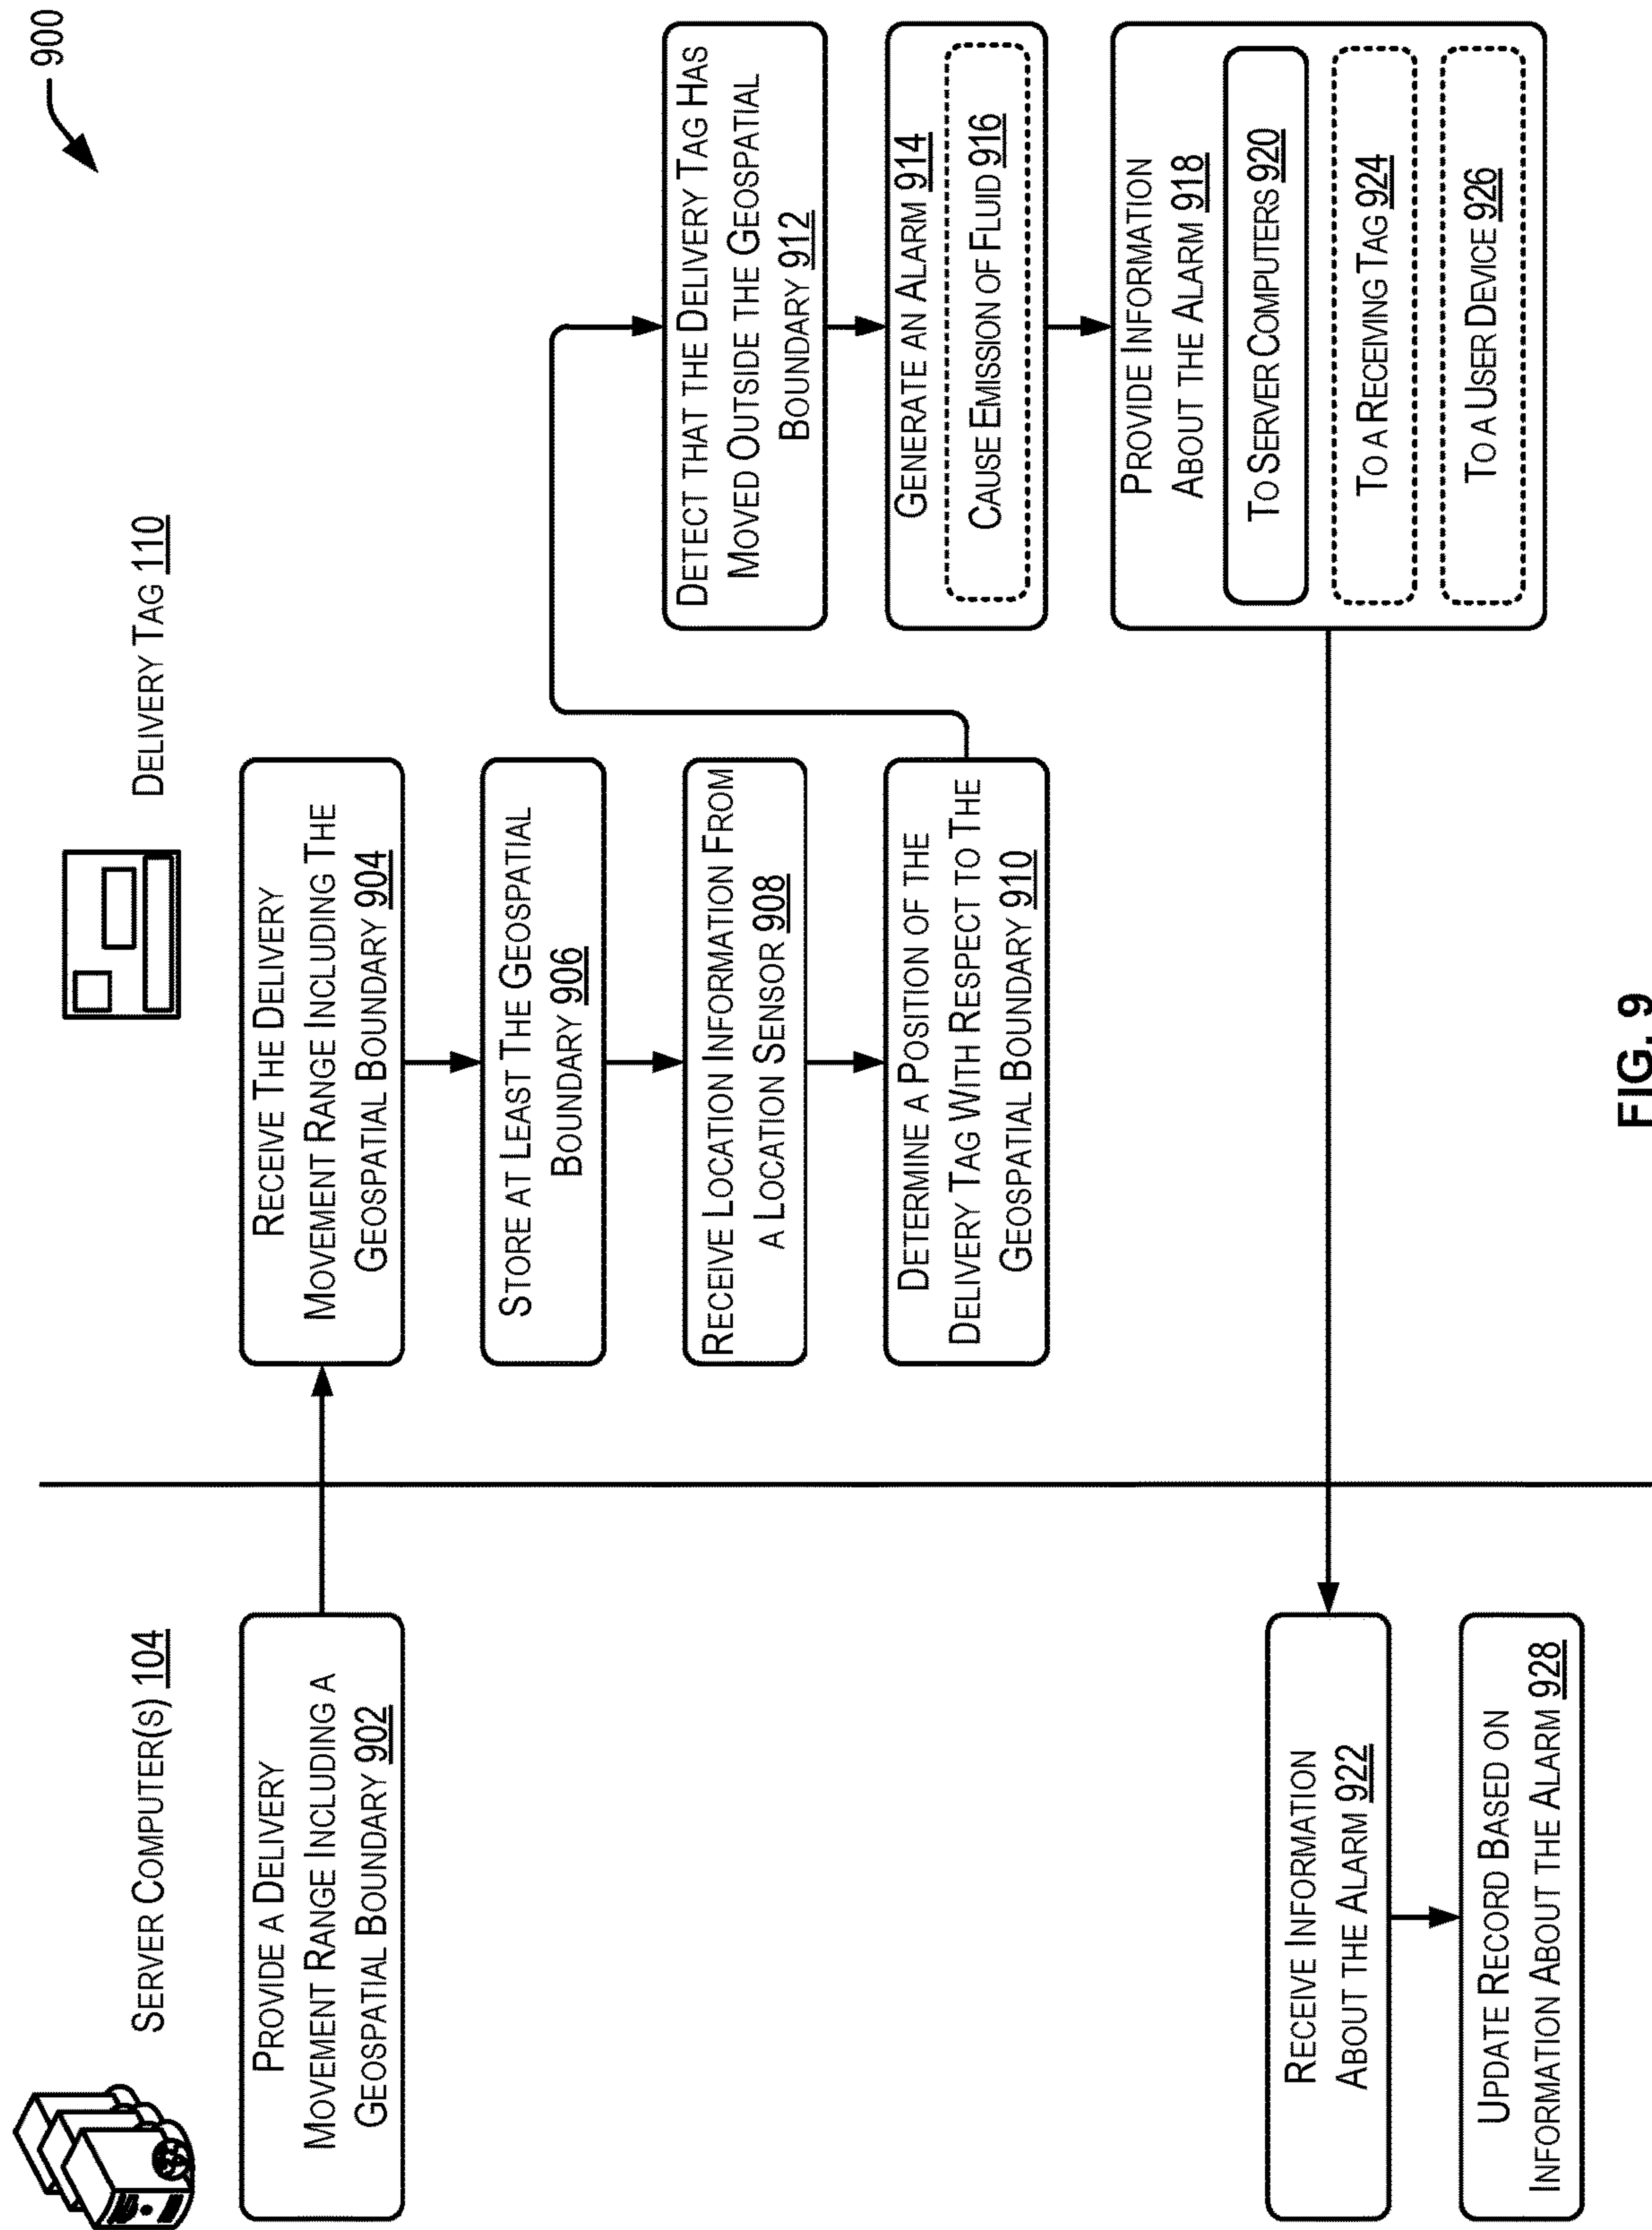 900
SERVER COMPUTER(S) 104
DELIVERY TAG 110
PROVIDE A DELIVERY
MOVEMENT RANGE INCLUDING A
GEOSPATIAL BOUNDARY 902
RECEIVE THE DELIVERY
MOVEMENT RANGE INCLUDING THE
GEOSPATIAL BOUNDARY 904
STORE AT LEAST THE GEOSPATIAL
BOUNDARY 906
RECEIVE LOCATION INFORMATION FROM
A LOCATION SENSOR 908
DETERMINE A POSITION OF THE
DELIVERY TAG WITH RESPECT TO THE
GEOSPATIAL BOUNDARY 910
DETECT THAT THE DELIVERY TAG HAS
MOVED OUTSIDE THE GEOSPATIAL
BOUNDARY 912
GENERATE AN ALARM 914
CAUSE EMISSION OF FLUID 916
PROVIDE INFORMATION
ABOUT THE ALARM 918
TO SERVER COMPUTERS 920
TO A RECEIVING TAG 924
TO A USER DEVICE 926
RECEIVE INFORMATION
ABOUT THE ALARM 922
UPDATE RECORD BASED ON
INFORMATION ABOUT THE ALARM 928
FIG. 9